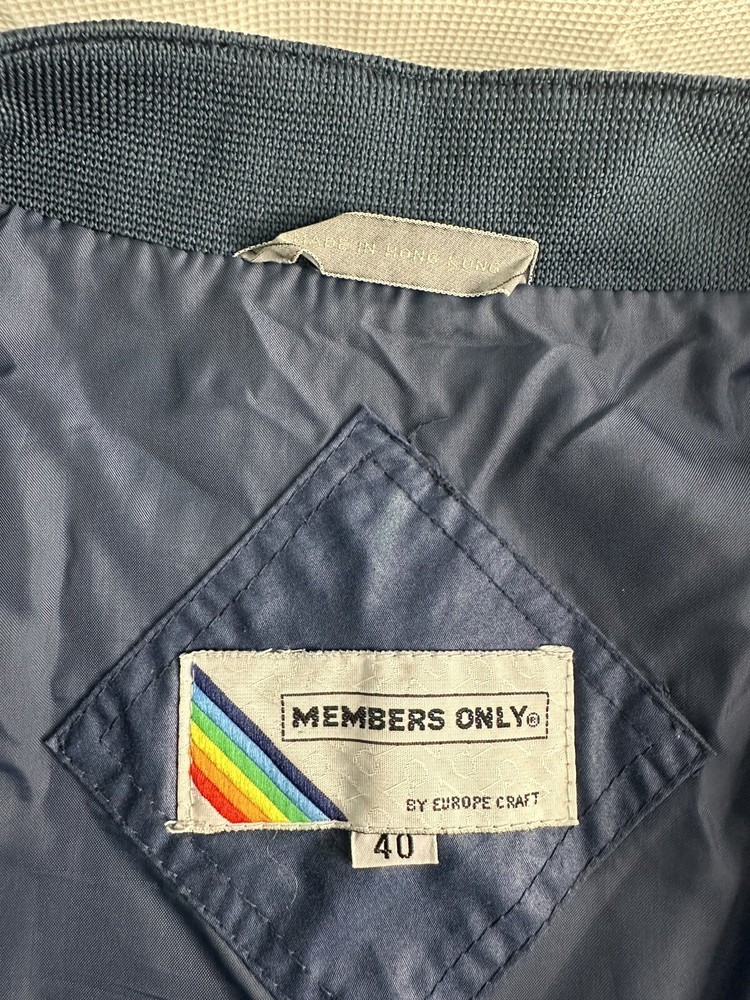 MADE IN HONG KONG
MEMBERS ONLY®
BY EUROPE CRAFT
40